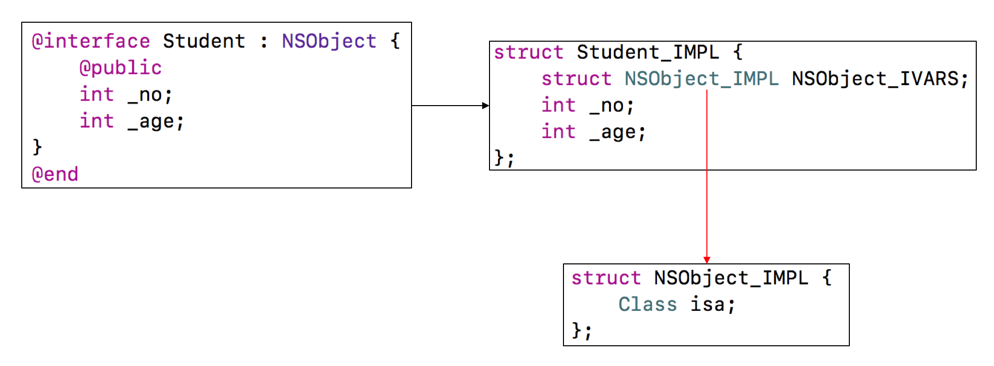 @interface Student : NSObject {
    @public
    int _no;
    int _age;
}
@end
struct Student_IMPL {
    struct NSObject_IMPL NSObject_IVARS;
    int _no;
    int _age;
};
struct NSObject_IMPL {
    Class isa;
};